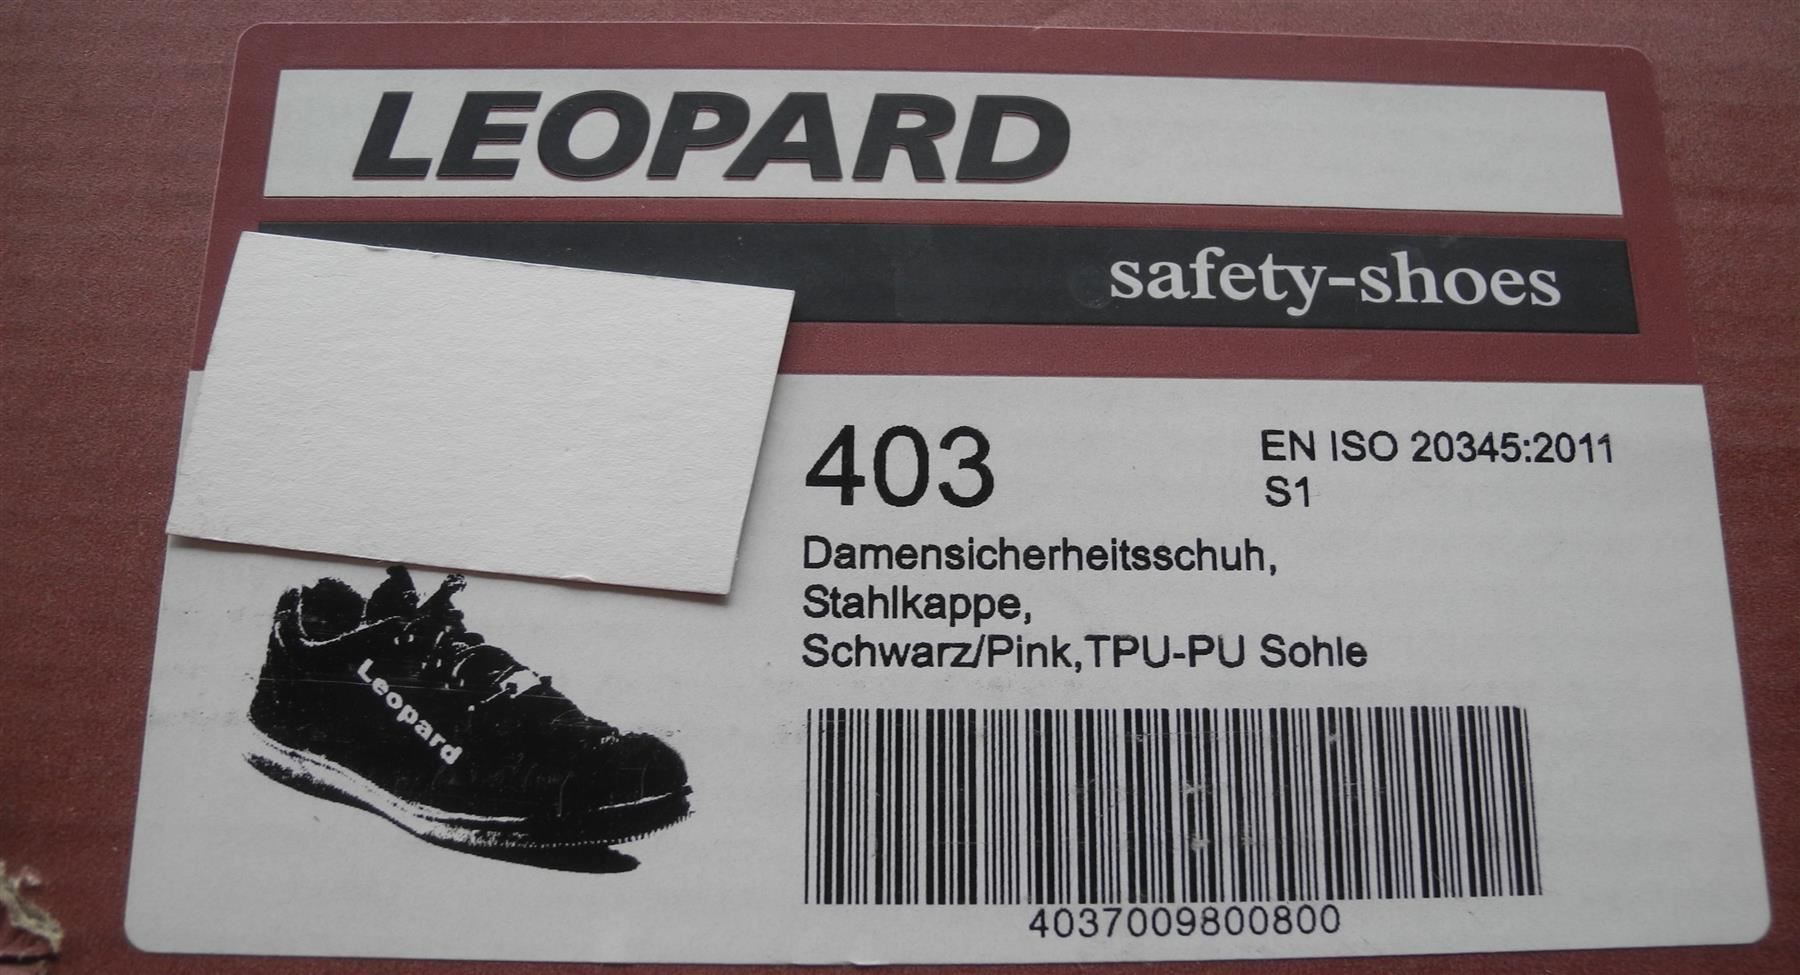 LEOPARD
safety-shoes
403
EN ISO 20345:2011
S1
Damensicherheitsschuh,
Stahlkappe,
Schwarz/Pink,TPU-PU Sohle
Leopard
4037009800800